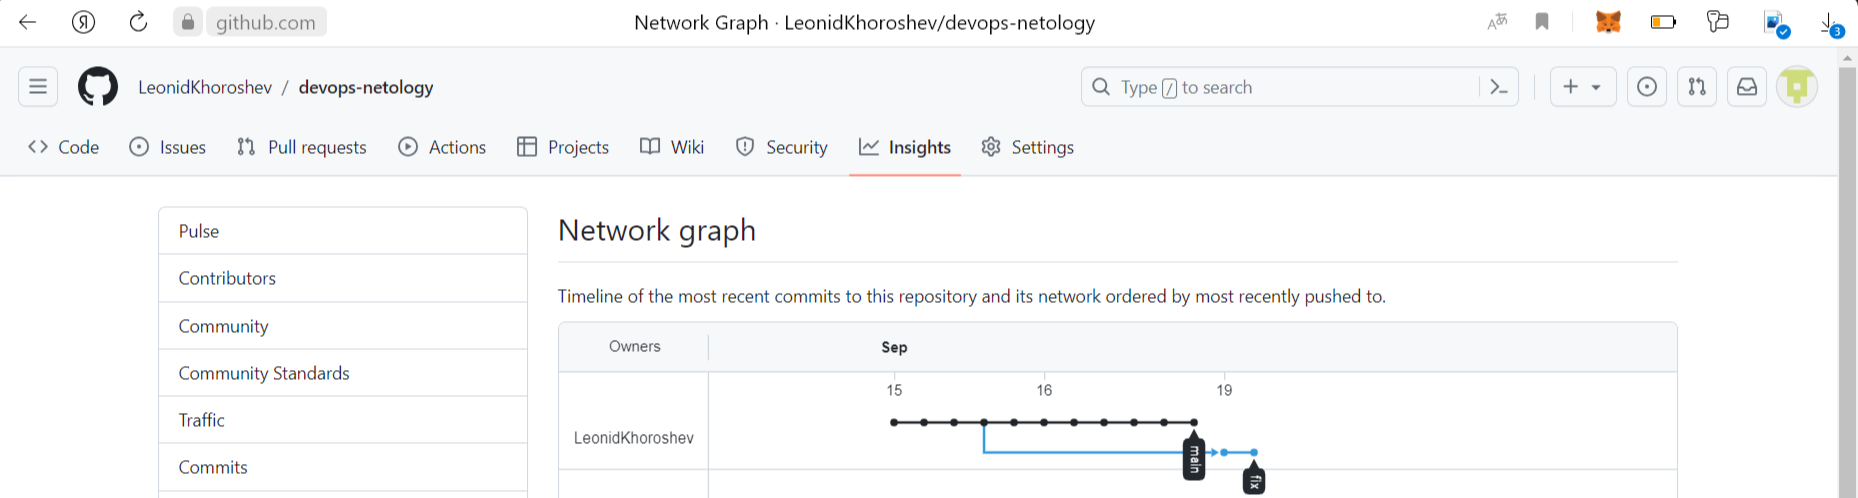 Я github.com Network Graph · LeonidKhoroshev/devops-netology Aあ 3
LeonidKhoroshev / devops-netology Type / to search
Code Issues Pull requests Actions Projects Wiki Security Insights Settings
Pulse
Contributors
Community
Community Standards
Traffic
Commits
Network graph
Timeline of the most recent commits to this repository and its network ordered by most recently pushed to.
Owners Sep
15 16 19
LeonidKhoroshev
main
fix